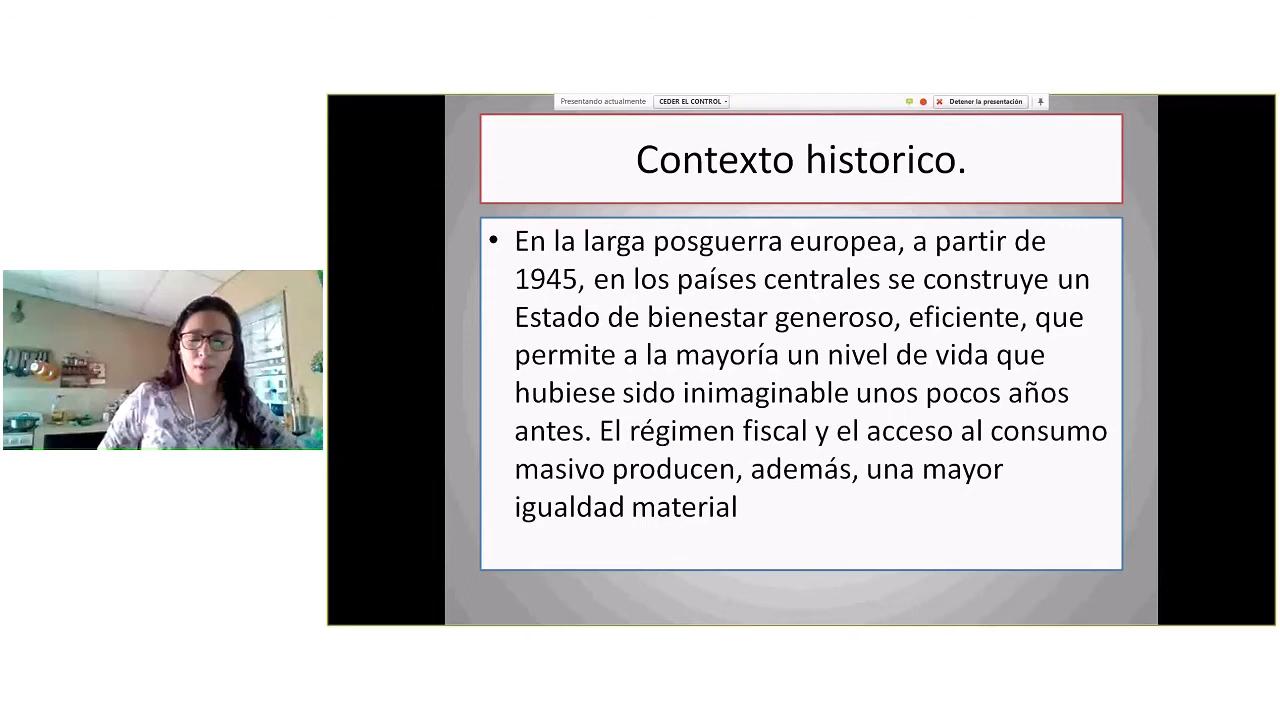 Presentando actualmente CEDER EL CONTROL Detener la presentación
Contexto historico.
• En la larga posguerra europea, a partir de
1945, en los países centrales se construye un
Estado de bienestar generoso, eficiente, que
permite a la mayoría un nivel de vida que
hubiese sido inimaginable unos pocos años
antes. El régimen fiscal y el acceso al consumo
masivo producen, además, una mayor
igualdad material